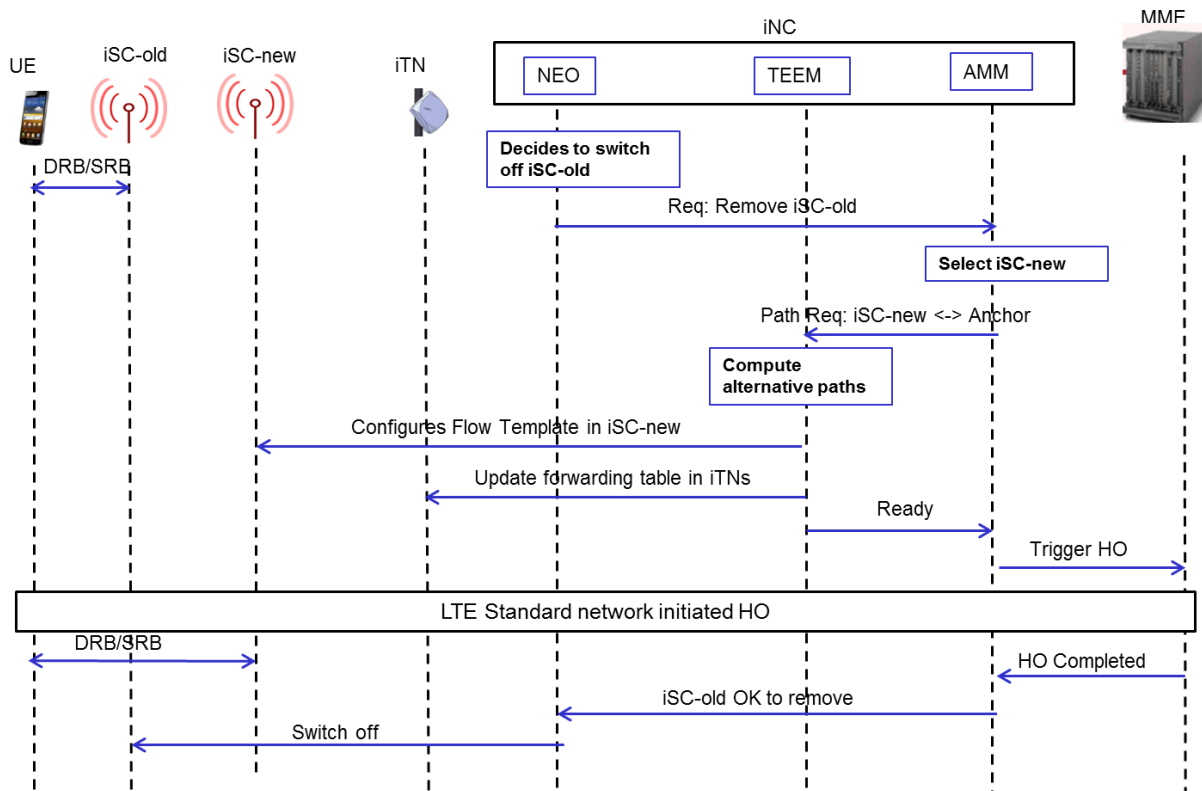 MME
iNC
iSC-old
iSC-new
UE
iTN
NEO
TEEM
AMM
Decides to switch
off iSC-old
DRB/SRB
Req: Remove iSC-old
Select iSC-new
Path Req: iSC-new <-> Anchor
Compute
alternative paths
Configures Flow Template in iSC-new
Update forwarding table in iTNs
Ready
Trigger HO
LTE Standard network initiated HO
DRB/SRB
HO Completed
iSC-old OK to remove
Switch off